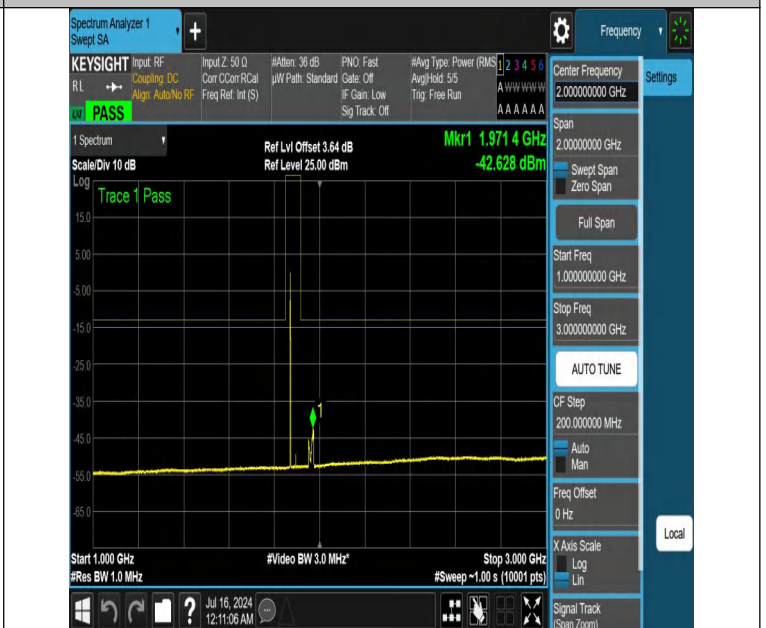 Spectrum Analyzer 1
Swept SA
+
Frequency
KEYSIGHT
RL
PASS
Input: RF
Coupling: DC
Align: Auto/No RF
Input Z: 50 Ω
Corr CCorr RCal
Freq Ref: Int (S)
#Atten: 36 dB
µW Path: Standard
PNO: Fast
Gate: Off
IF Gain: Low
Sig Track: Off
#Avg Type: Power (RMS
Avg|Hold: 5/5
Trig: Free Run
1 2 3 4 5 6
A W W W W W
A A A A A A
Center Frequency
2.000000000 GHz
Settings
Span
2.00000000 GHz
Swept Span
Zero Span
Full Span
Start Freq
1.000000000 GHz
Stop Freq
3.000000000 GHz
AUTO TUNE
CF Step
200.000000 MHz
Auto
Man
Freq Offset
0 Hz
X Axis Scale
Log
Lin
Signal Track
(Span Zoom)
Local
1 Spectrum
Scale/Div 10 dB
Ref Lvl Offset 3.64 dB
Ref Level 25.00 dBm
Mkr1 1.971 4 GHz
-42.628 dBm
Log
Trace 1 Pass
15.0
5.00
-5.00
-15.0
-25.0
-35.0
-45.0
-55.0
-65.0
1
Start 1.000 GHz
#Res BW 1.0 MHz
#Video BW 3.0 MHz*
Stop 3.000 GHz
#Sweep ~1.00 s (10001 pts)
?
Jul 16, 2024
12:11:06 AM